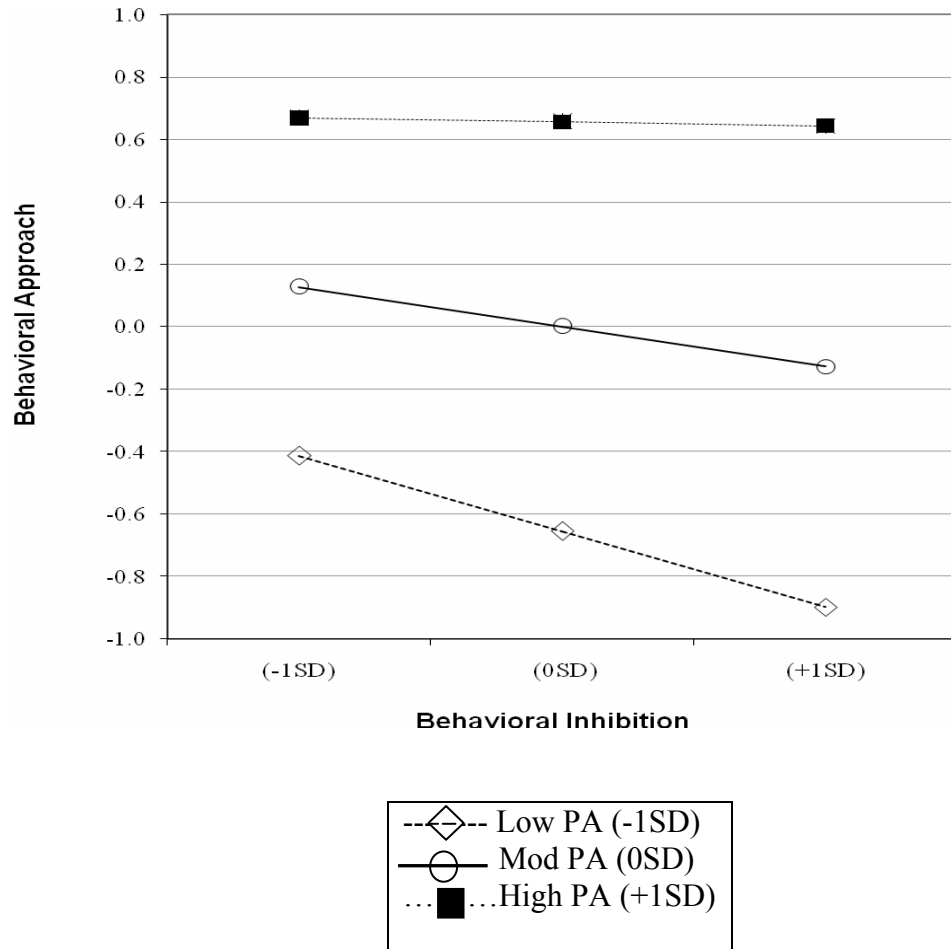 1.0
0.8
0.6
0.4
0.2
0.0
-0.2
-0.4
-0.6
-0.8
-1.0
Behavioral Approach
(-1SD) (0SD) (+1SD)
Behavioral Inhibition
Low PA (-1SD)
Mod PA (0SD)
High PA (+1SD)